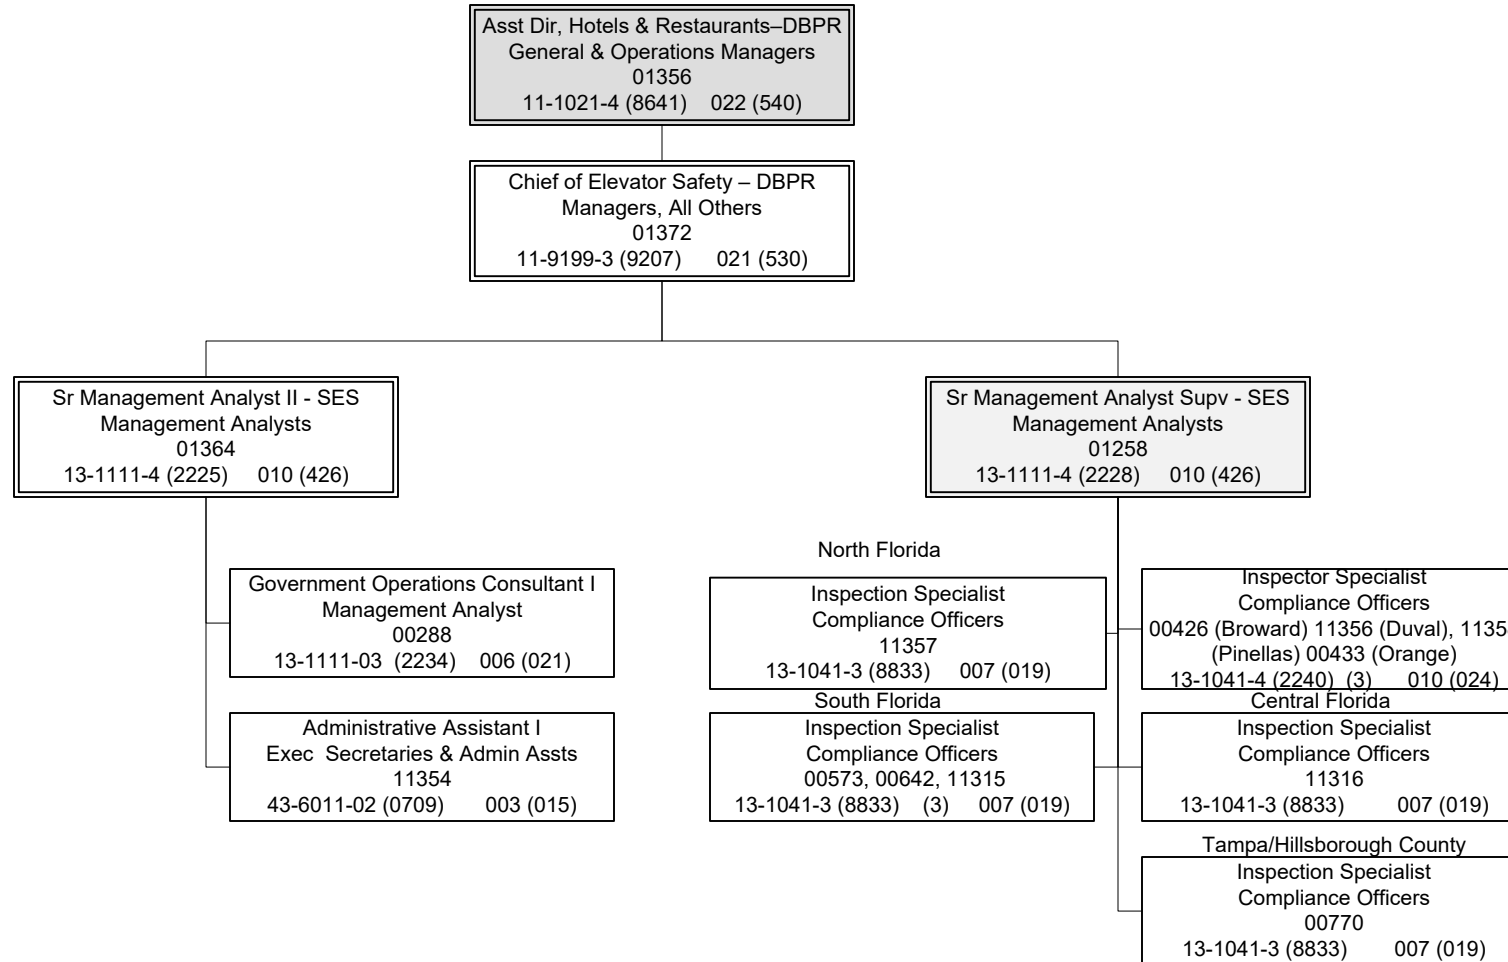 Asst Dir, Hotels & Restaurants–DBPR
General & Operations Managers
01356
11-1021-4 (8641) 022 (540)
Chief of Elevator Safety – DBPR
Managers, All Others
01372
11-9199-3 (9207) 021 (530)
Sr Management Analyst II - SES
Management Analysts
01364
13-1111-4 (2225) 010 (426)
Sr Management Analyst Supv - SES
Management Analysts
01258
13-1111-4 (2228) 010 (426)
Government Operations Consultant I
Management Analyst
00288
13-1111-03 (2234) 006 (021)
Administrative Assistant I
Exec Secretaries & Admin Assts
11354
43-6011-02 (0709) 003 (015)
North Florida
Inspection Specialist
Compliance Officers
11357
13-1041-3 (8833) 007 (019)
Inspector Specialist
Compliance Officers
00426 (Broward) 11356 (Duval),
(Pinellas) 00433 (Orange)
13-1041-4 (2240) (3) 010 (024)
South Florida
Inspection Specialist
Compliance Officers
00573, 00642, 11315
13-1041-3 (8833) (3) 007 (019)
Central Florida
Inspection Specialist
Compliance Officers
11316
13-1041-3 (8833) 007 (019)
Tampa/Hillsborough County
Inspection Specialist
Compliance Officers
00770
13-1041-3 (8833) 007 (019)